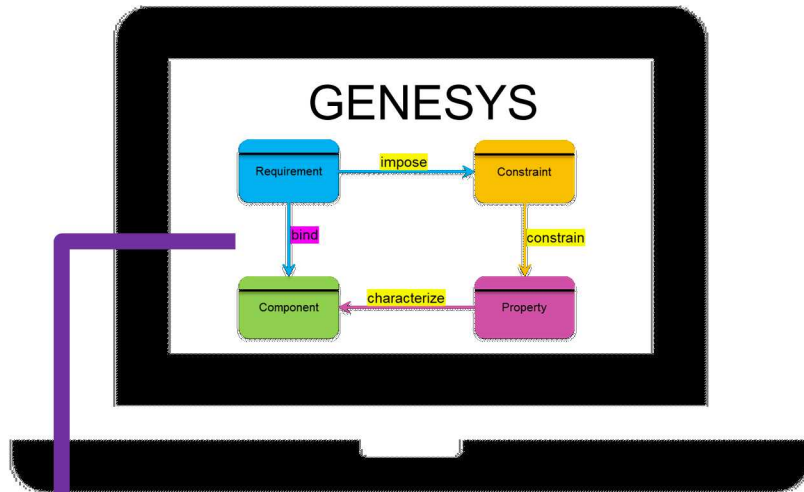 GENESYS
Requirement
impose
Constraint
bind
constrain
Component
characterize
Property